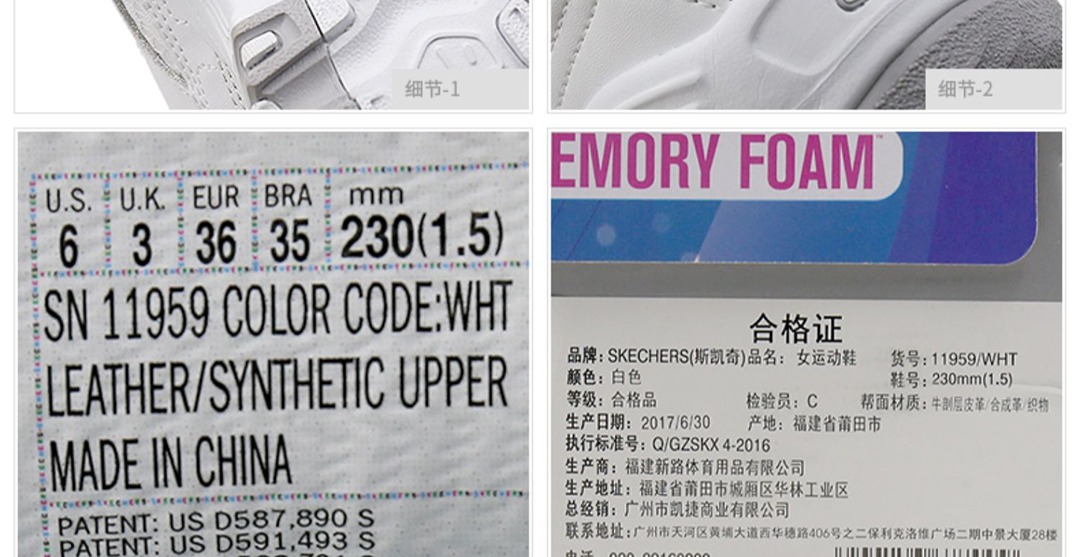 细节-1
细节-2
U.S. U.K. EUR BRA mm
6 3 36 35 230(1.5)
SN 11959 COLOR CODE:WHT
LEATHER/SYNTHETIC UPPER
MADE IN CHINA
PATENT: US D587,890 S
PATENT: US D591,493 S
EMORY FOAM™
合格证
品牌: SKECHERS(斯凯奇) 品名: 女运动鞋 货号: 11959/WHT
颜色: 白色 鞋号: 230mm(1.5)
等级: 合格品 检验员: C 帮面材质: 牛剖层皮革/合成革/织物
生产日期: 2017/6/30 产地: 福建省莆田市
执行标准号: Q/GZSKX 4-2016
生产商: 福建新路体育用品有限公司
生产地址: 福建省莆田市城厢区华林工业区
总经销: 广州市凯捷商业有限公司
联系地址: 广州市天河区黄埔大道西华穗路406号之二保利克洛维广场二期中景大厦28楼